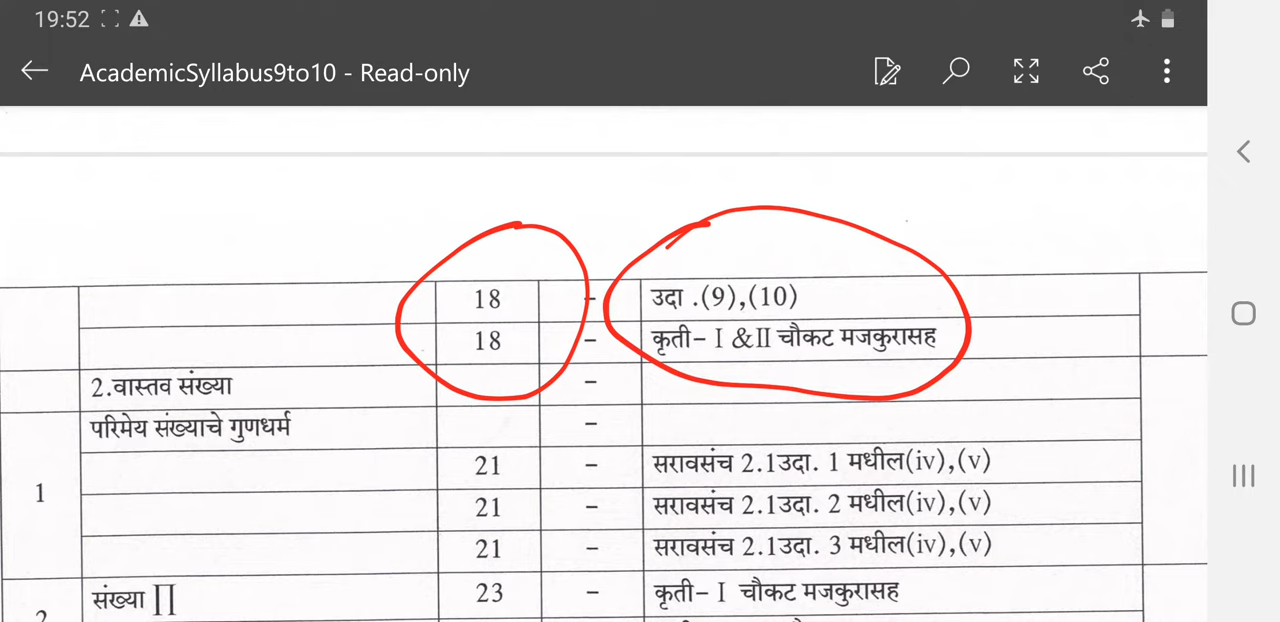 19:52
AcademicSyllabus9to10 - Read-only
18 - उदा .(9),(10)
18 - कृती- I &II चौकट मजकुरासह
2.वास्तव संख्या -
परिमेय संख्याचे गुणधर्म -
1
21 - सरावसंच 2.1उदा. 1 मधील(iv),(v)
21 - सरावसंच 2.1उदा. 2 मधील(iv),(v)
21 - सरावसंच 2.1उदा. 3 मधील(iv),(v)
संख्या ∏ 23 - कृती- I चौकट मजकुरासह